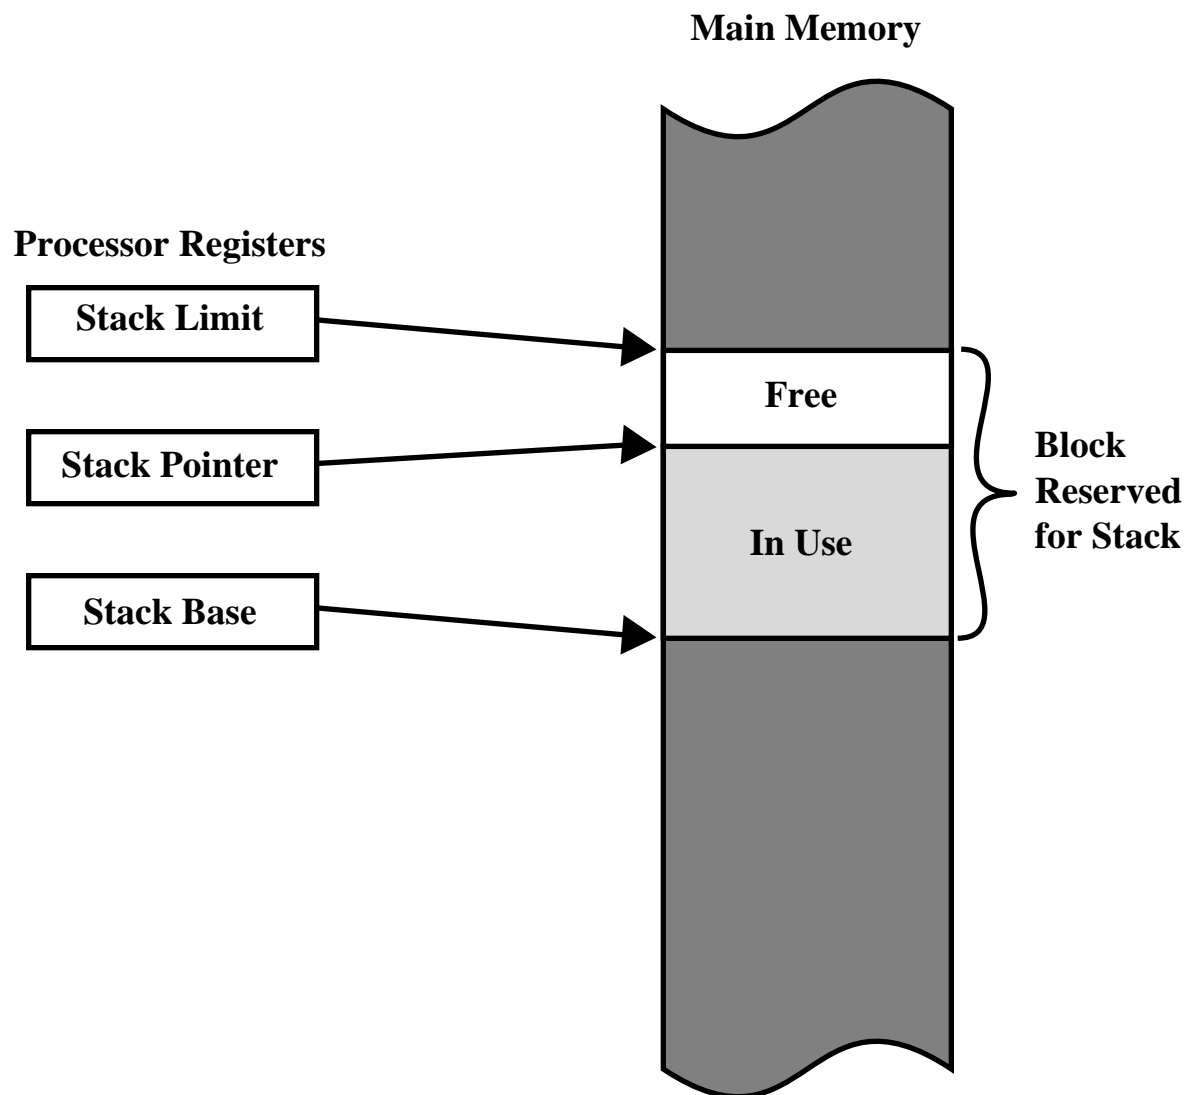 Main Memory
Processor Registers
Stack Limit
Free
Stack Pointer
Block
Reserved
for Stack
In Use
Stack Base